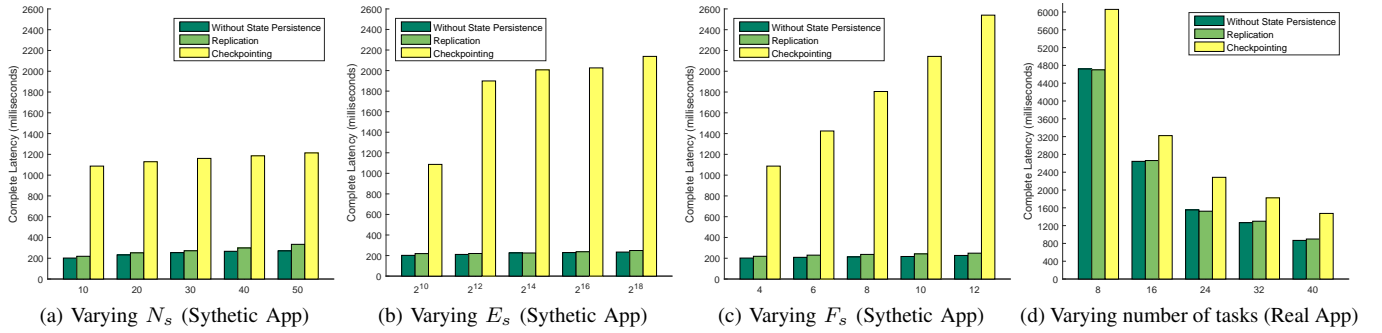 Complete Latency (milliseconds)
2600
2400
2200
2000
1800
1600
1400
1200
1000
800
600
400
200
0
Without State Persistence
Replication
Checkpointing
10 20 30 40 50
(a) Varying Ns (Sythetic App)
Complete Latency (milliseconds)
2600
2400
2200
2000
1800
1600
1400
1200
1000
800
600
400
200
0
Without State Persistence
Replication
Checkpointing
2^10 2^12 2^14 2^16 2^18
(b) Varying Es (Sythetic App)
Complete Latency (milliseconds)
2600
2400
2200
2000
1800
1600
1400
1200
1000
800
600
400
200
0
Without State Persistence
Replication
Checkpointing
4 6 8 10 12
(c) Varying Fs (Sythetic App)
Complete Latency (milliseconds)
6000
5600
5200
4800
4400
4000
3600
3200
2800
2400
2000
1600
1200
800
400
0
Without State Persistence
Replication
Checkpointing
8 16 24 32 40
(d) Varying number of tasks (Real App)